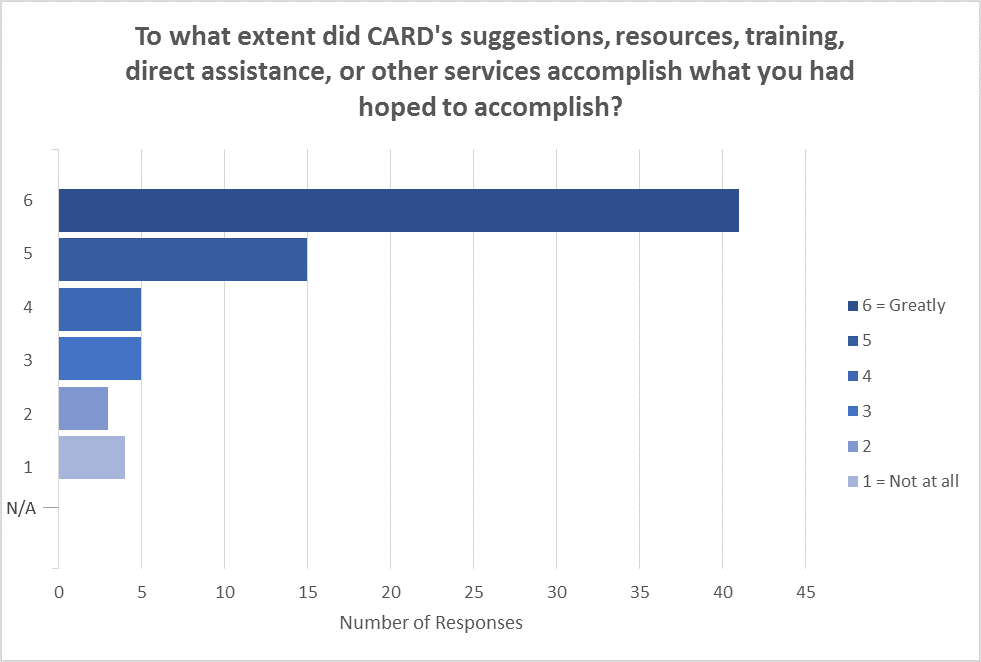 To what extent did CARD's suggestions, resources, training,
direct assistance, or other services accomplish what you had
hoped to accomplish?
6
5
4
3
2
1
N/A
6 = Greatly
5
4
3
2
1 = Not at all
0 5 10 15 20 25 30 35 40 45
Number of Responses